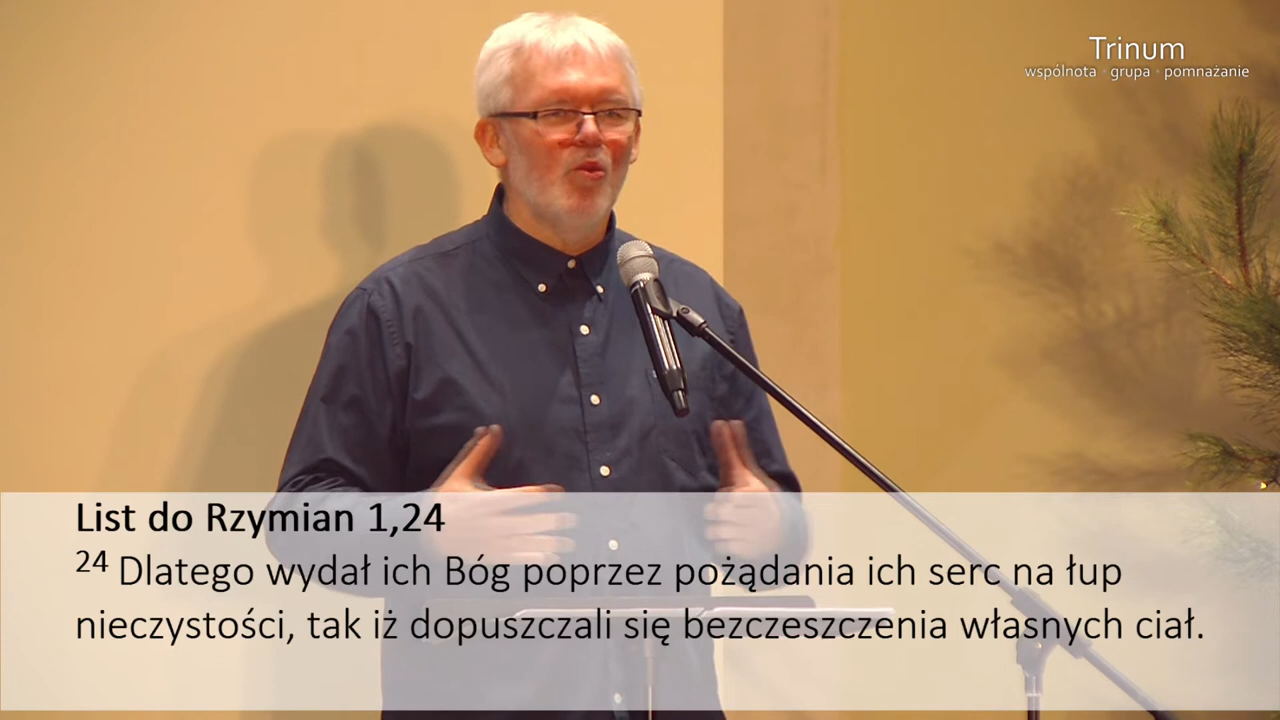 Trinum
wspólnota · grupa · pomnażanie
List do Rzymian 1,24
24 Dlatego wydał ich Bóg poprzez pożądania ich serc na łup
nieczystości, tak iż dopuszczali się bezczeszczenia własnych ciał.